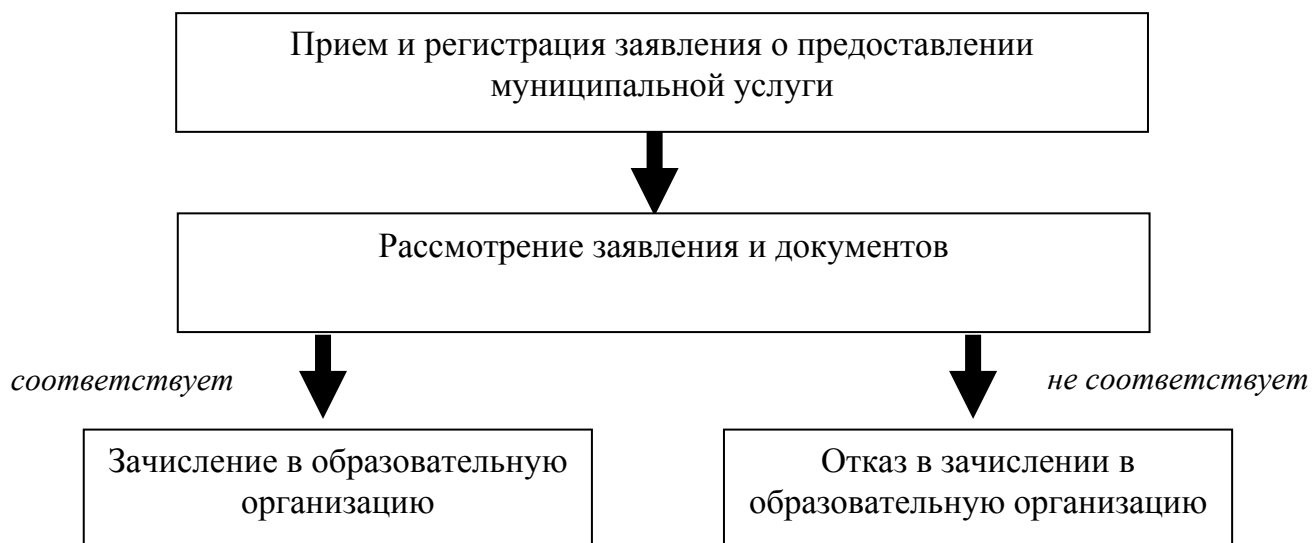 Прием и регистрация заявления о предоставлении
муниципальной услуги
Рассмотрение заявления и документов
соответствует
не соответствует
Зачисление в образовательную
организацию
Отказ в зачислении в
образовательную организацию